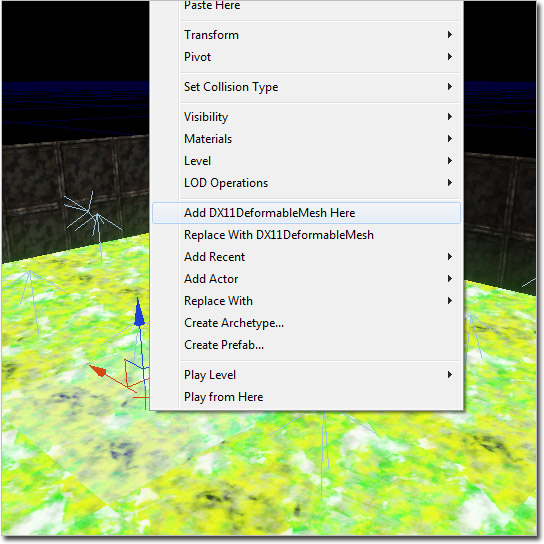 Paste Here
Transform
Pivot
Set Collision Type
Visibility
Materials
Level
LOD Operations
Add DX11DeformableMesh Here
Replace With DX11DeformableMesh
Add Recent
Add Actor
Replace With
Create Archetype...
Create Prefab...
Play Level
Play from Here